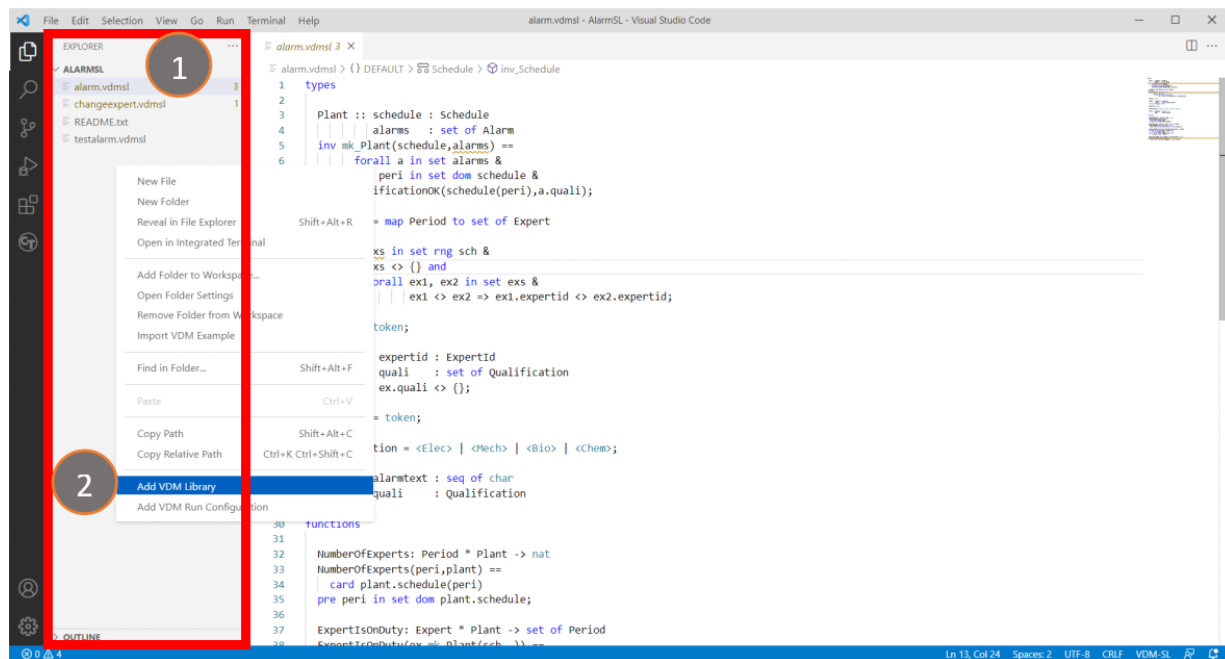 File Edit Selection View Go Run Terminal Help
alarm.vdmsl - AlarmSL - Visual Studio Code
EXPLORER
1
ALARMSL
alarm.vdmsl 3
changeexpert.vdmsl 1
README.txt
testalarm.vdmsl
New File
New Folder
Reveal in File Explorer Shift+Alt+R
Open in Integrated Terminal
Add Folder to Workspace...
Open Folder Settings
Remove Folder from Workspace
Import VDM Example
Find in Folder... Shift+Alt+F
Paste Ctrl+V
Copy Path Shift+Alt+C
Copy Relative Path Ctrl+K Ctrl+Shift+C
2
Add VDM Library
Add VDM Run Configuration
OUTLINE
alarm.vdmsl 3
alarm.vdmsl > {} DEFAULT > Schedule > inv_Schedule
1 types
2
3 Plant :: schedule : Schedule
4 alarms : set of Alarm
5 inv mk_Plant(schedule,alarms) ==
6 forall a in set alarms &
peri in set dom schedule &
ificationOK(schedule(peri),a.quali);
= map Period to set of Expert
xs in set rng sch &
xs <> {} and
orall ex1, ex2 in set exs &
ex1 <> ex2 => ex1.expertid <> ex2.expertid;
token;
expertid : ExpertId
quali : set of Qualification
ex.quali <> {};
= token;
tion = <Elec> | <Mech> | <Bio> | <Chem>;
alarmtext : seq of char
quali : Qualification
30 functions
31
32 NumberOfExperts: Period * Plant -> nat
33 NumberOfExperts(peri,plant) ==
34 card plant.schedule(peri)
35 pre peri in set dom plant.schedule;
36
37 ExpertIsOnDuty: Expert * Plant -> set of Period
38 ExpertIsOnDuty(ex,mk_Plant(sch,-)) ==
0 4
Ln 13, Col 24 Spaces: 2 UTF-8 CRLF VDM-SL